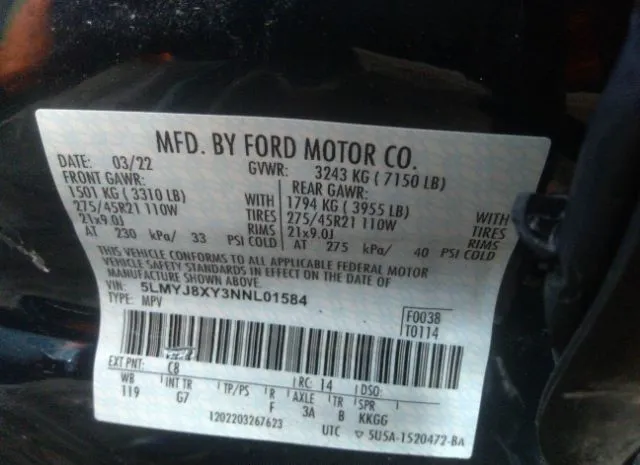 MFD. BY FORD MOTOR CO.
DATE: 03/22 GVWR: 3243 KG ( 7150 LB)
FRONT GAWR: REAR GAWR:
1501 KG ( 3310 LB) WITH 1794 KG ( 3955 LB) WITH
275/45R21 110W TIRES 275/45R21 110W TIRES
21x9.0J RIMS 21x9.0J RIMS
AT 230 kPa/ 33 PSI COLD AT 275 kPa/ 40 PSI COLD
THIS VEHICLE CONFORMS TO ALL APPLICABLE FEDERAL MOTOR
VEHICLE SAFETY AND BUMPER STANDARDS IN EFFECT ON THE DATE OF
MANUFACTURE SHOWN ABOVE.
VIN: 5LMYJ8XY3NNL01584
TYPE: MPV
F0038
T0114
EXT PNT: C8 RC: 14 DSO:
WB INT TR TP/PS R AXLE TR SPR
119 G7 F 3A B KKGG
1202203267623 UTC 5U5A-1520472-BA